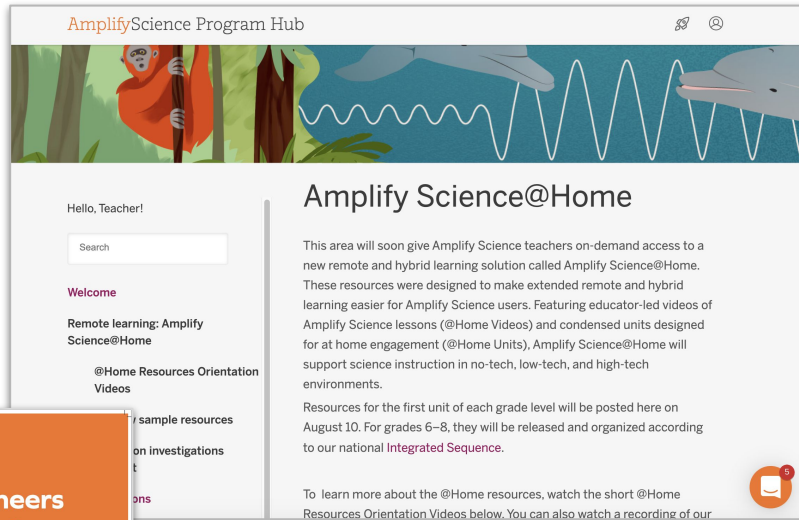 AmplifyScience Program Hub
Hello, Teacher!
Search
Welcome
Remote learning: Amplify
Science@Home
@Home Resources Orientation
Videos
sample resources
on investigations
t
ons
neers
Amplify Science@Home
This area will soon give Amplify Science teachers on-demand access to a
new remote and hybrid learning solution called Amplify Science@Home.
These resources were designed to make extended remote and hybrid
learning easier for Amplify Science users. Featuring educator-led videos of
Amplify Science lessons (@Home Videos) and condensed units designed
for at home engagement (@Home Units), Amplify Science@Home will
support science instruction in no-tech, low-tech, and high-tech
environments.
Resources for the first unit of each grade level will be posted here on
August 10. For grades 6–8, they will be released and organized according
to our national Integrated Sequence.
To learn more about the @Home resources, watch the short @Home
Resources Orientation Videos below. You can also watch a recording of our
5